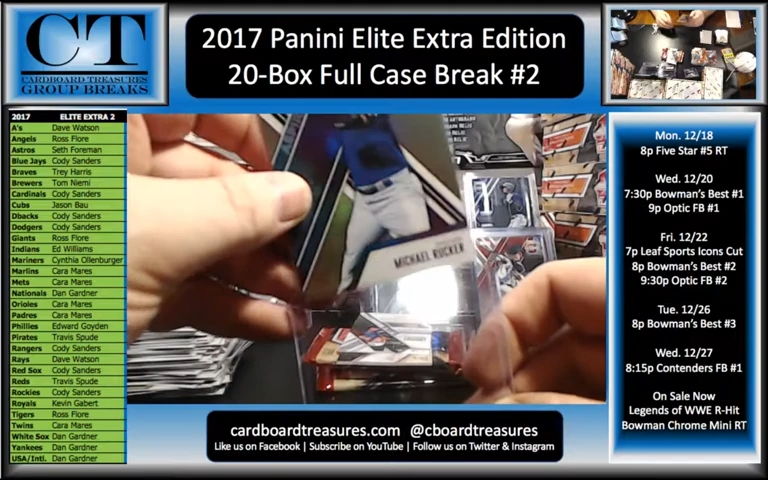 CT
CARDBOARD TREASURES
GROUP BREAKS
2017 Panini Elite Extra Edition
20-Box Full Case Break #2
2017 ELITE EXTRA 2
A's Dave Watson
Angels Ross Flore
Astros Seth Foreman
Blue Jays Cody Sanders
Braves Trey Harris
Brewers Tom Niemi
Cardinals Cody Sanders
Cubs Jason Bau
Dbacks Cody Sanders
Dodgers Cody Sanders
Giants Ross Flore
Indians Ed Williams
Mariners Cynthia Ollenburger
Marlins Cara Mares
Mets Cara Mares
Nationals Dan Gardner
Orioles Cara Mares
Padres Cara Mares
Phillies Edward Goyden
Pirates Travis Spude
Rangers Cody Sanders
Rays Dave Watson
Red Sox Cody Sanders
Reds Travis Spude
Rockies Cody Sanders
Royals Kevin Gabert
Tigers Ross Flore
Twins Cara Mares
White Sox Dan Gardner
Yankees Dan Gardner
USA/Intl. Dan Gardner
MICHAEL RUCKER
Mon. 12/18
8p Five Star #5 RT
Wed. 12/20
7:30p Bowman's Best #1
9p Optic FB #1
Fri. 12/22
7p Leaf Sports Icons Cut
8p Bowman's Best #2
9:30p Optic FB #2
Tue. 12/26
8p Bowman's Best #3
Wed. 12/27
8:15p Contenders FB #1
On Sale Now
Legends of WWE R-Hit
Bowman Chrome Mini RT
cardboardtreasures.com @cboardtreasures
Like us on Facebook | Subscribe on YouTube | Follow us on Twitter & Instagram